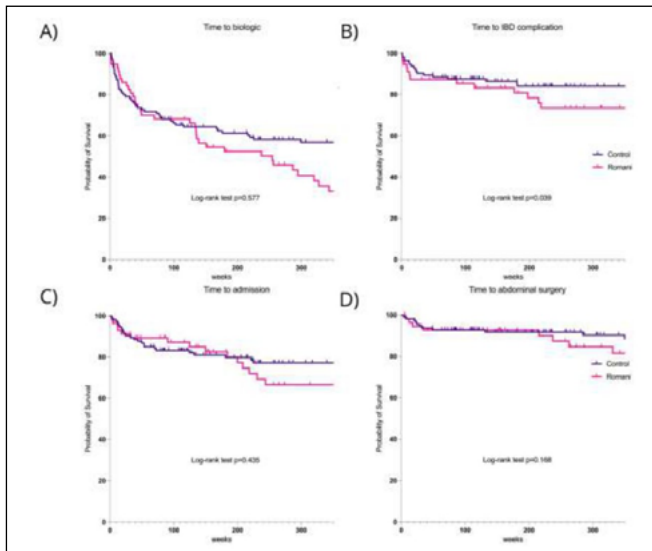 A)
Time to biologic
100
80
60
40
20
0
Probability of Survival
0 100 200 300
weeks
Log-rank test p=0.577
B)
Time to IBD complication
100
80
60
40
20
0
Probability of Survival
0 100 200 300
weeks
Control
Romani
Log-rank test p=0.039
C)
Time to admission
100
80
60
40
20
0
Probability of Survival
0 100 200 300
weeks
Log-rank test p=0.435
D)
Time to abdominal surgery
100
80
60
40
20
0
Probability of Survival
0 100 200 300
weeks
Control
Romani
Log-rank test p=0.168